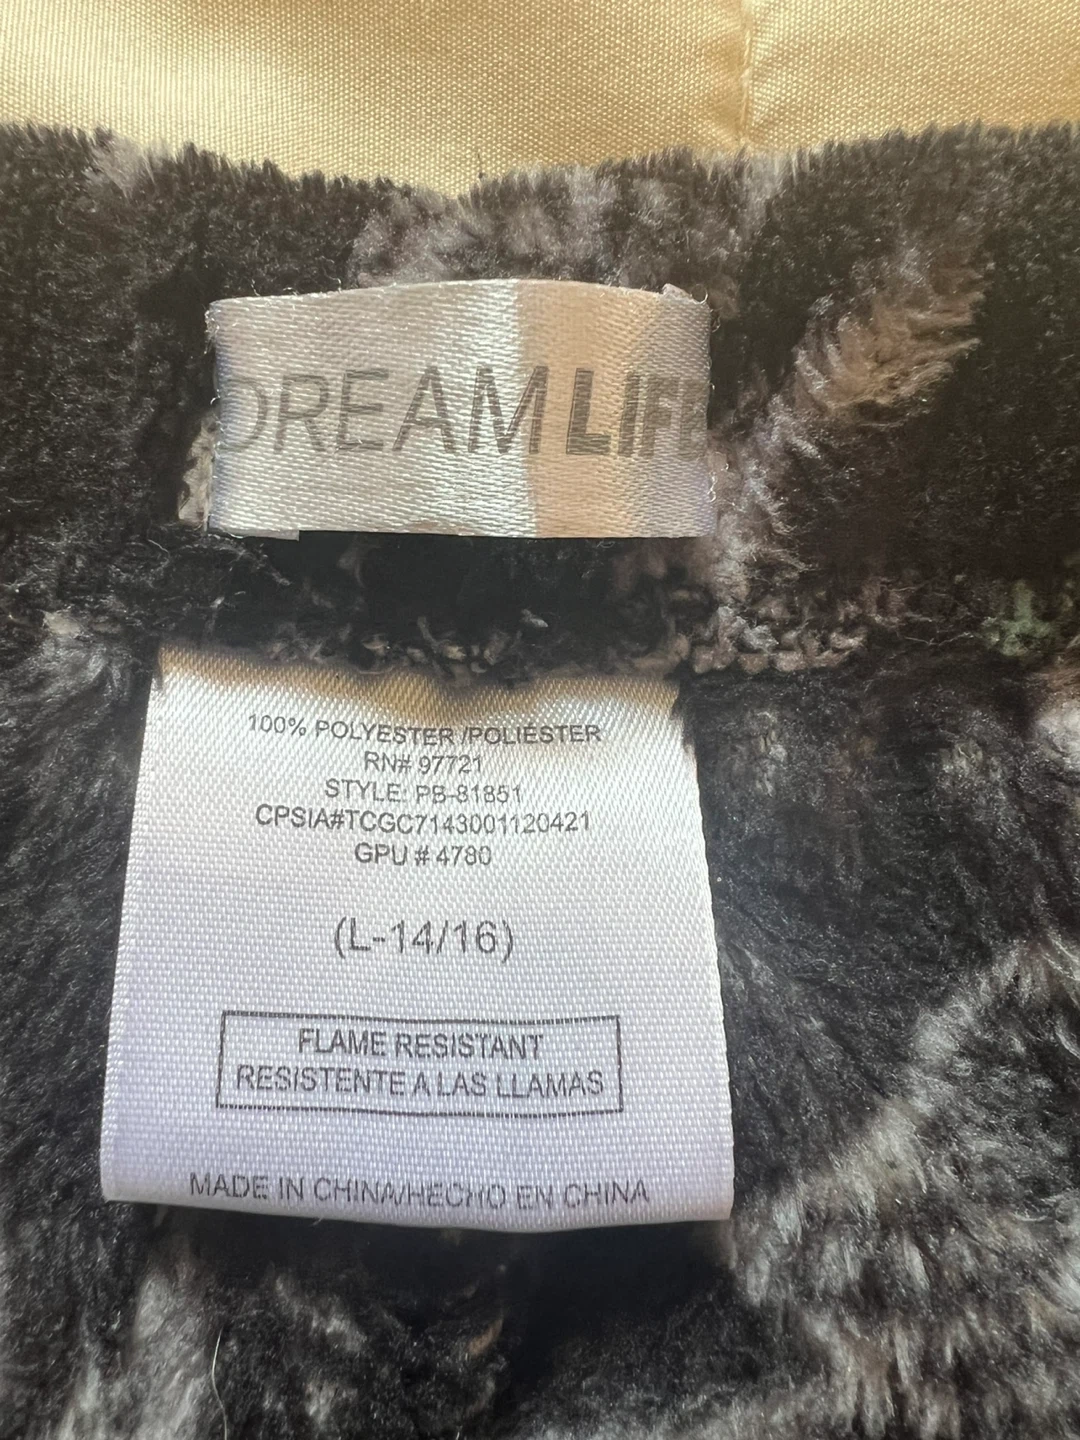 DREAMLIFE
100% POLYESTER /POLIÉSTER
RN# 97721
STYLE: PB-81851
CPSIA#TCGC7143001120421
GPU # 4780
(L-14/16)
FLAME RESISTANT
RESISTENTE A LAS LLAMAS
MADE IN CHINA/HECHO EN CHINA